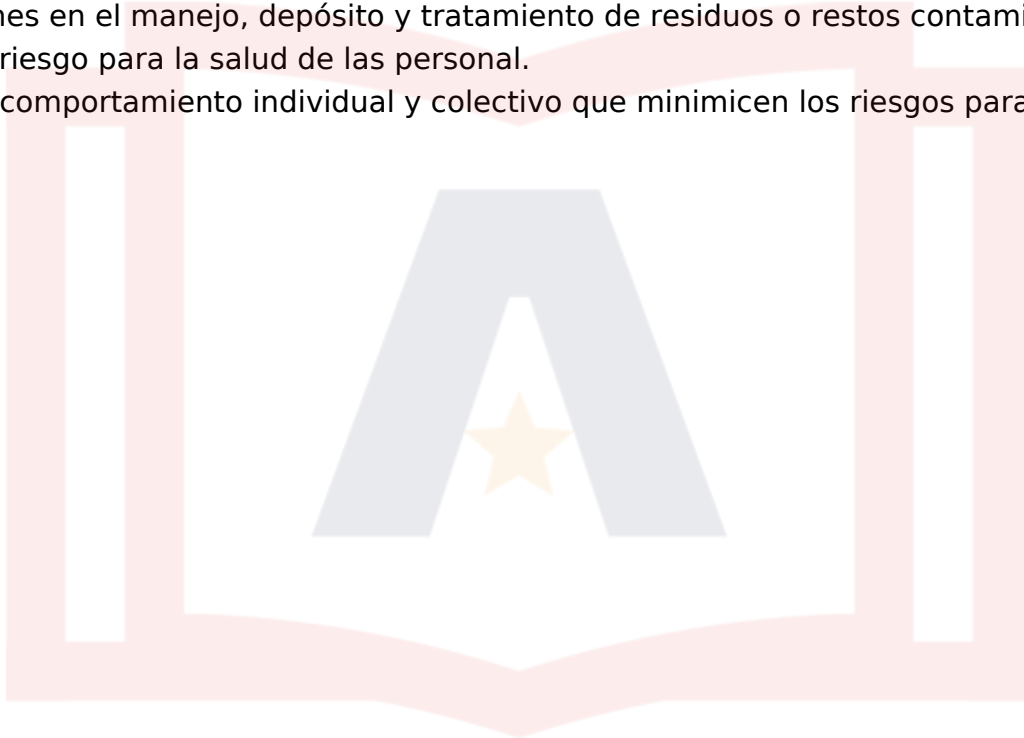 nes en el manejo, depósito y tratamiento de residuos o restos contami
riesgo para la salud de las personal.
comportamiento individual y colectivo que minimicen los riesgos para